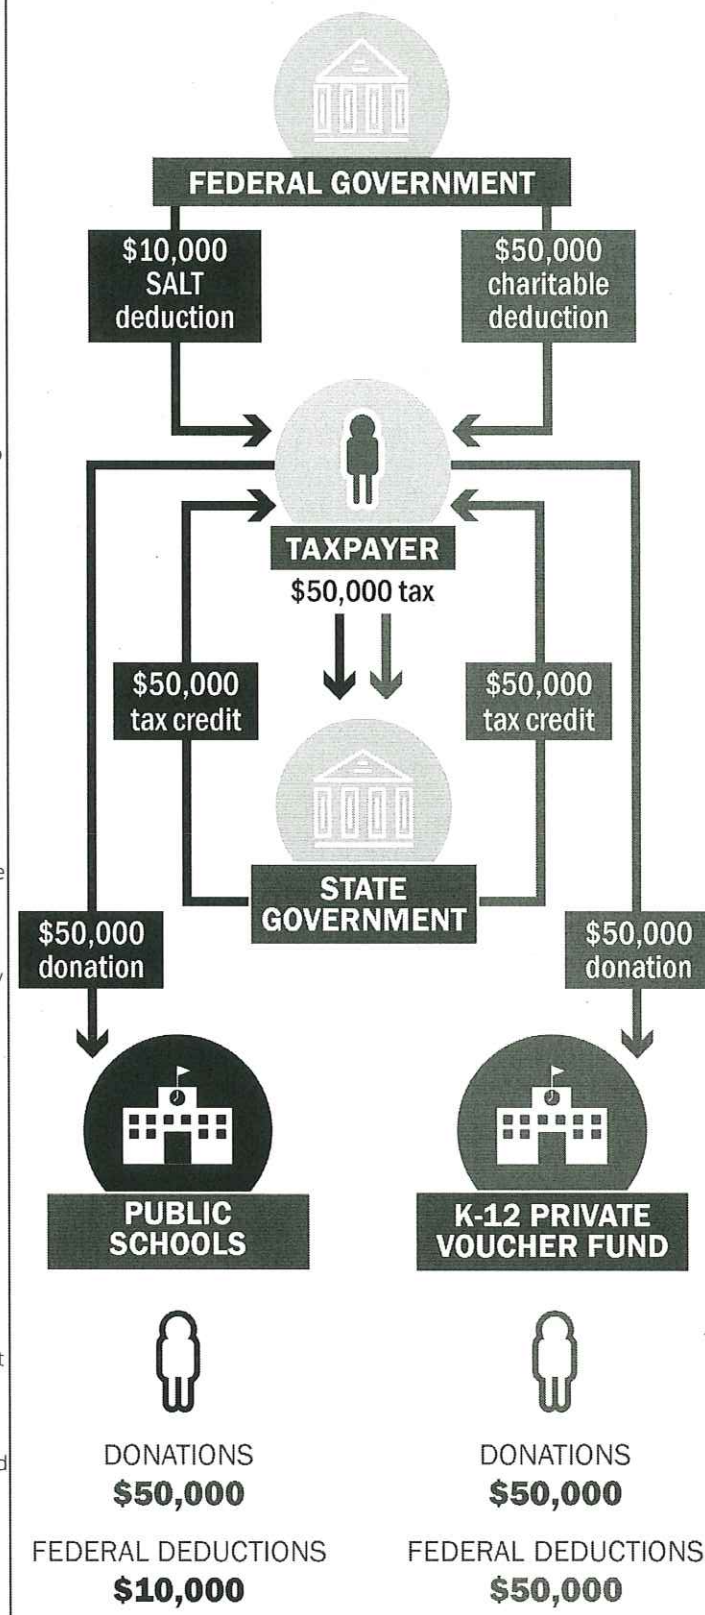 FEDERAL GOVERNMENT
$10,000
SALT
deduction
$50,000
charitable
deduction
TAXPAYER
$50,000 tax
$50,000
tax credit
$50,000
tax credit
STATE
GOVERNMENT
$50,000
donation
$50,000
donation
PUBLIC
SCHOOLS
K-12 PRIVATE
VOUCHER FUND
DONATIONS
$50,000
FEDERAL DEDUCTIONS
$10,000
DONATIONS
$50,000
FEDERAL DEDUCTIONS
$50,000